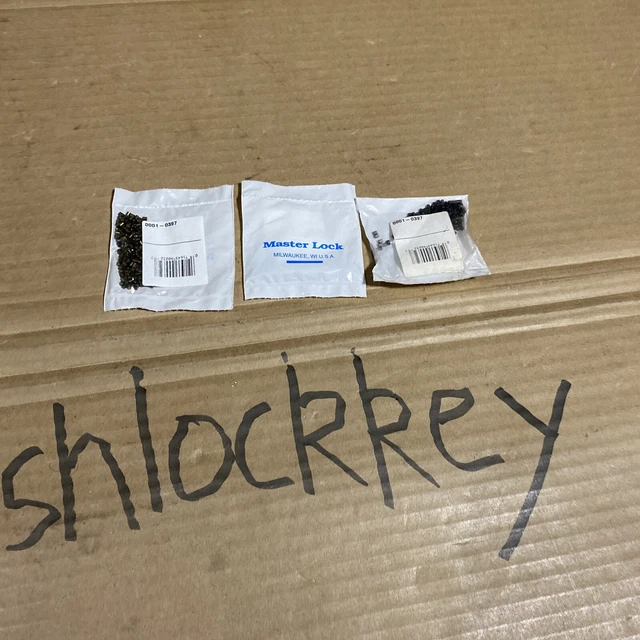 0001-0397
Master Lock
MILWAUKEE, WI U.S.A.
0001-0397
shlockkey